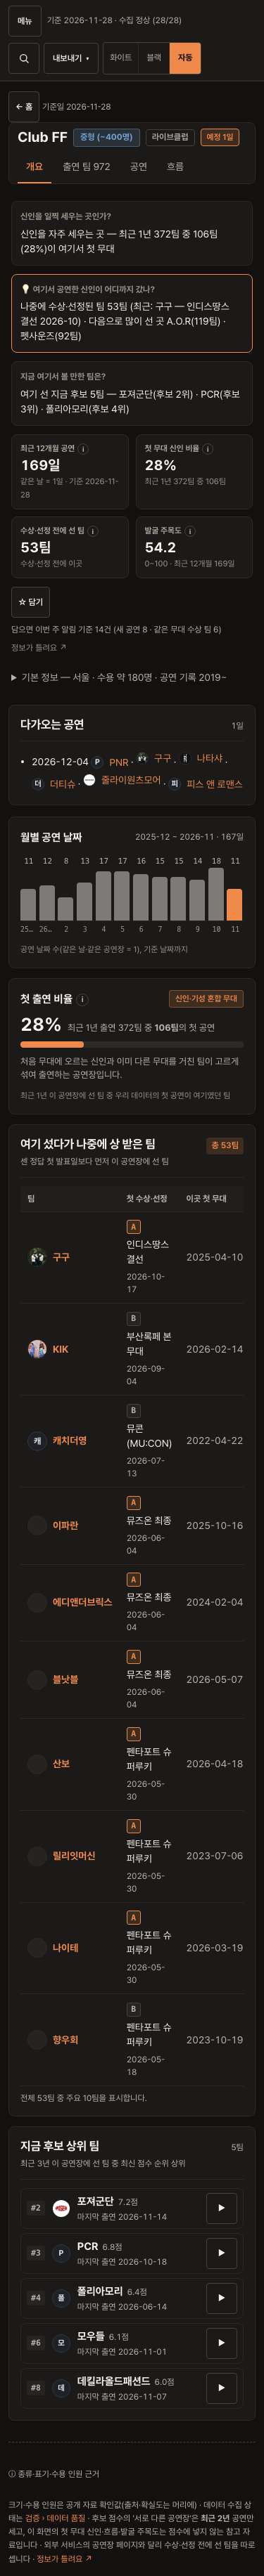 메뉴
기준 2026-11-28 · 수집 정상 (28/28)
내보내기 ▾
화이트
블랙
자동
← 홈
기준일 2026-11-28
Club FF
중형 (~400명)
라이브클럽
예정 1일
개요
출연 팀 972
공연
흐름
신인을 일찍 세우는 곳인가?
신인을 자주 세우는 곳 — 최근 1년 372팀 중 106팀
(28%)이 여기서 첫 무대
💡 여기서 공연한 신인이 어디까지 갔나?
나중에 수상·선정된 팀 53팀 (최근: 구구 — 인디스땅스
결선 2026-10) · 다음으로 많이 선 곳 A.O.R(119팀) ·
펫사운즈(92팀)
지금 여기서 볼 만한 팀은?
여기 선 지금 후보 5팀 — 포져군단(후보 2위) · PCR(후보
3위) · 폴리아모리(후보 4위)
최근 12개월 공연 ⓘ
169일
같은 날 = 1일 · 기준 2026-11-
28
첫 무대 신인 비율 ⓘ
28%
최근 1년 372팀 중 106팀
수상·선정 전에 선 팀 ⓘ
53팀
수상·선정 전에 이곳
발굴 주목도 ⓘ
54.2
0~100 · 최근 12개월 169일
☆ 담기
담으면 이번 주 알림 기준 14건 (새 공연 8 · 같은 무대 수상 팀 6)
정보가 틀려요 ↗
▶ 기본 정보 — 서울 · 수용 약 180명 · 공연 기록 2019~
다가오는 공연
1일
• 2026-12-04 P PNR · 구구 · 나타샤 ·
더 더티슈 · 줄라이원츠모어 · 피 피스 앤 로맨스
월별 공연 날짜
2025-12 ~ 2026-11 · 167일
11 12 8 13 17 17 16 15 15 14 18 11
25… 26… 2 3 4 5 6 7 8 9 10 11
공연 날짜 수(같은 날·같은 공연장 = 1), 기준 날짜까지
첫 출연 비율 ⓘ
신인·기성 혼합 무대
28% 최근 1년 출연 372팀 중 106팀의 첫 공연
처음 무대에 오르는 신인과 이미 다른 무대를 거친 팀이 고르게
섞여 출연하는 공연장입니다.
최근 1년 이 공연장에 선 팀 중 우리 데이터의 첫 공연이 여기였던 팀
여기 섰다가 나중에 상 받은 팀
총 53팀
센 정답 첫 발표일보다 먼저 이 공연장에 선 팀
팀
첫 수상·선정
이곳 첫 무대
구구
A
인디스땅스
결선
2026-10-
17
2025-04-10
KIK
B
부산록페 본
무대
2026-09-
04
2026-02-14
캐 캐치더영
B
뮤콘
(MU:CON)
2026-07-
13
2022-04-22
이파란
A
뮤즈온 최종
2026-06-
04
2025-10-16
에디앤더브릭스
A
뮤즈온 최종
2026-06-
04
2024-02-04
블낫블
A
뮤즈온 최종
2026-06-
04
2026-05-07
산보
A
펜타포트 슈
퍼루키
2026-05-
30
2026-04-18
릴리잇머신
A
펜타포트 슈
퍼루키
2026-05-
30
2023-07-06
나이테
A
펜타포트 슈
퍼루키
2026-05-
30
2026-03-19
향우회
B
펜타포트 슈
퍼루키
2026-05-
18
2023-10-19
전체 53팀 중 주요 10팀을 표시합니다.
지금 후보 상위 팀
5팀
최근 3년 이 공연장에 선 팀 중 최신 점수 순위 상위
#2 포져군단 7.2점
마지막 출연 2026-11-14
▶
#3 P PCR 6.8점
마지막 출연 2026-10-18
▶
#4 폴 폴리아모리 6.4점
마지막 출연 2026-06-14
▶
#6 모 모우들 6.1점
마지막 출연 2026-11-01
▶
#8 데 데킬라올드패션드 6.0점
마지막 출연 2026-11-07
▶
ⓘ 종류·표기·수용 인원 근거
크기·수용 인원은 공개 자료 확인값(출처·확실도는 머리에) · 데이터 수집 상
태는 검증 › 데이터 품질 · 후보 점수의 '서로 다른 공연장'은 최근 2년 공연만
세고, 이 화면의 첫 무대 신인·흐름·발굴 주목도는 점수에 넣지 않는 참고 자
료입니다 · 외부 서비스의 공연장 페이지와 달리 수상·선정 전에 선 팀을 따로
셉니다 · 정보가 틀려요 ↗